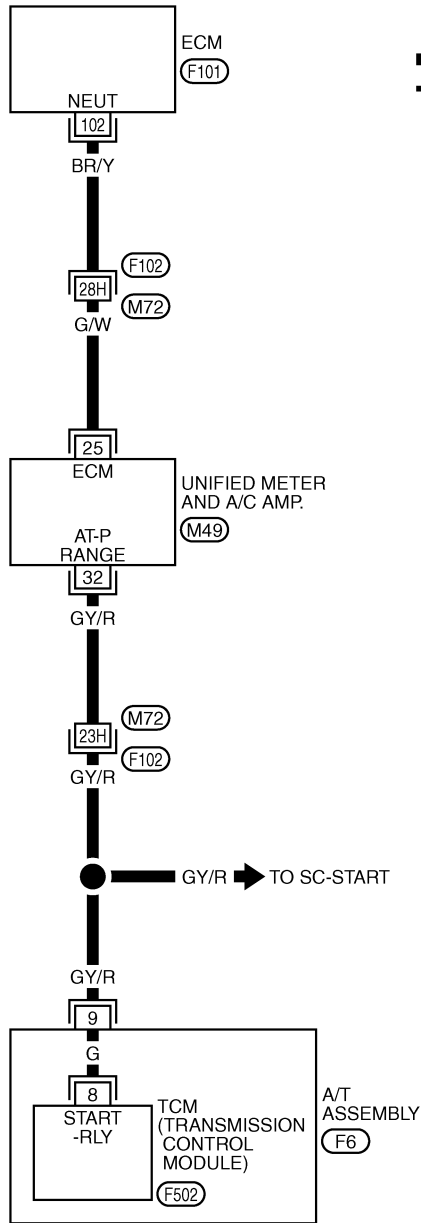 ECM
F101
NEUT
102
BR/Y
F102
28H
M72
G/W
25
ECM
UNIFIED METER
AND A/C AMP.
M49
AT-P
RANGE
32
GY/R
M72
23H
F102
GY/R
GY/R TO SC-START
GY/R
9
G
8
START
-RLY
TCM
(TRANSMISSION
CONTROL
MODULE)
F502
A/T
ASSEMBLY
F6